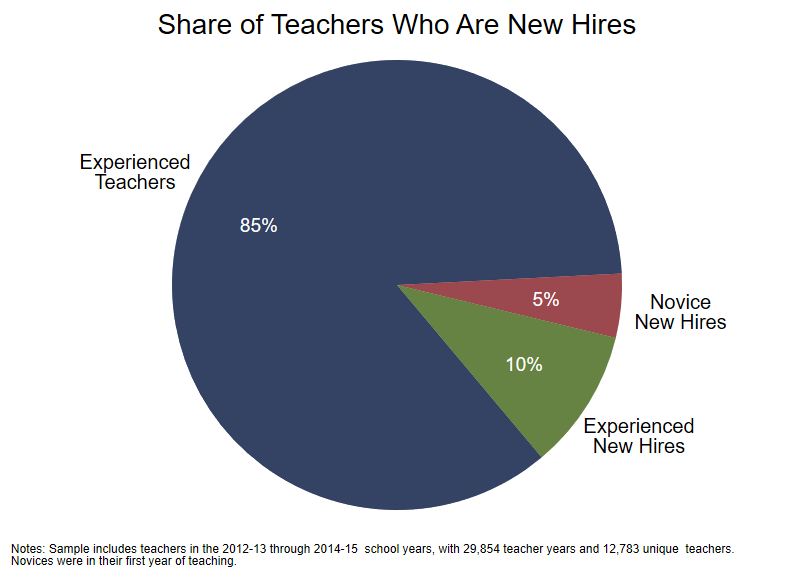 Share of Teachers Who Are New Hires
Experienced
Teachers
85%
5%
Novice
New Hires
10%
Experienced
New Hires
Notes: Sample includes teachers in the 2012-13 through 2014-15  school years, with 29,854 teacher years and 12,783 unique  teachers.
Novices were in their first year of teaching.